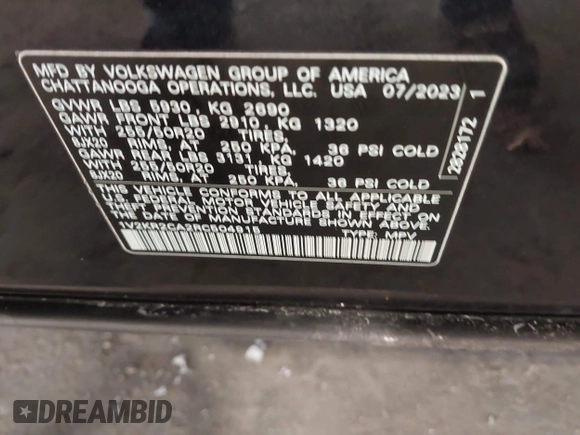 MFD BY VOLKSWAGEN GROUP OF AMERICA
CHATTANOOGA OPERATIONS, LLC. USA 07/2023
GVWR LBS 5930, KG 2690
GAWR FRONT LBS 2910, KG 1320
WITH 255/50R20 TIRES,
8JX20 RIMS, AT 250 KPA, 36 PSI COLD
GAWR REAR LBS 3131, KG 1420
WITH 255/50R20 TIRES,
8JX20 RIMS, AT 250 KPA, 36 PSI COLD
THIS VEHICLE CONFORMS TO ALL APPLICABLE
U.S. FEDERAL MOTOR VEHICLE SAFETY AND
THEFT PREVENTION STANDARDS IN EFFECT ON
THE DATE OF MANUFACTURE SHOWN ABOVE.
1V2KR2CA2RC504915
TYPE: MPV
1
DREAMBID